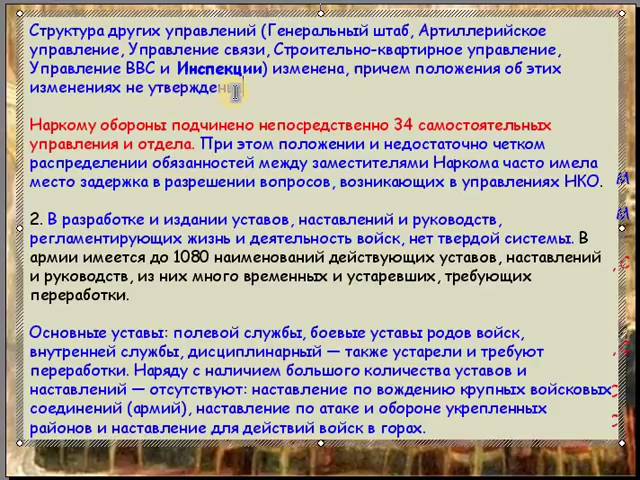 Структура других управлений (Генеральный штаб, Артиллерийское
управление, Управление связи, Строительно-квартирное управление,
Управление ВВС и Инспекции) изменена, причем положения об этих
изменениях не утверждены.
Наркому обороны подчинено непосредственно 34 самостоятельных
управления и отдела. При этом положении и недостаточно четком
распределении обязанностей между заместителями Наркома часто имела
место задержка в разрешении вопросов, возникающих в управлениях НКО.
2. В разработке и издании уставов, наставлений и руководств,
регламентирующих жизнь и деятельность войск, нет твердой системы. В
армии имеется до 1080 наименований действующих уставов, наставлений
и руководств, из них много временных и устаревших, требующих
переработки.
Основные уставы: полевой службы, боевые уставы родов войск,
внутренней службы, дисциплинарный — также устарели и требуют
переработки. Наряду с наличием большого количества уставов и
наставлений — отсутствуют: наставление по вождению крупных войсковых
соединений (армий), наставление по атаке и обороне укрепленных
районов и наставление для действий войск в горах.